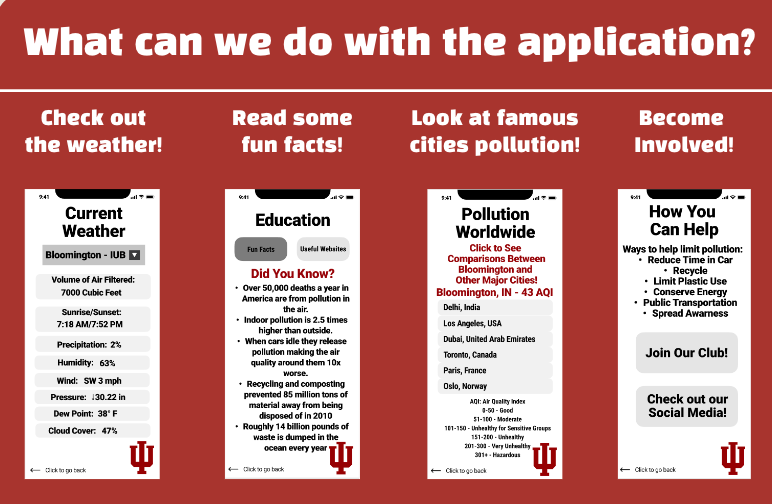 What can we do with the application?
Check out
the weather!
Read some
fun facts!
Look at famous
cities pollution!
Become
Involved!
9:41
Current
Weather
Bloomington - IUB
Volume of Air Filtered:
7000 Cubic Feet
Sunrise/Sunset:
7:18 AM/7:52 PM
Precipitation: 2%
Humidity: 63%
Wind: SW 3 mph
Pressure: ↓30.22 in
Dew Point: 38° F
Cloud Cover: 47%
← Click to go back
9:41
Education
Fun Facts
Useful Websites
Did You Know?
• Over 50,000 deaths a year in
America are from pollution in
the air.
• Indoor pollution is 2.5 times
higher than outside.
• When cars idle they release
pollution making the air
quality around them 10x
worse.
• Recycling and composting
prevented 85 million tons of
material away from being
disposed of in 2010
• Roughly 14 billion pounds of
waste is dumped in the
ocean every year
← Click to go back
9:41
Pollution
Worldwide
Click to See
Comparisons Between
Bloomington and
Other Major Cities!
Bloomington, IN - 43 AQI
Delhi, India
Los Angeles, USA
Dubai, United Arab Emirates
Toronto, Canada
Paris, France
Oslo, Norway
AQI: Air Quality Index
0-50 - Good
51-100 - Moderate
101-150 - Unhealthy for Sensitive Groups
151-200 - Unhealthy
201-300 - Very Unhealthy
301+ - Hazardous
← Click to go back
9:41
How You
Can Help
Ways to help limit pollution:
• Reduce Time in Car
• Recycle
• Limit Plastic Use
• Conserve Energy
• Public Transportation
• Spread Awarness
Join Our Club!
Check out our
Social Media!
← Click to go back